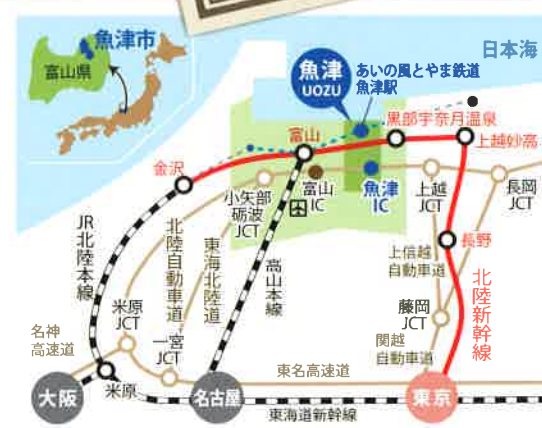 魚津市
富山県
日本海
魚津
UOZU
あいの風とやま鉄道
魚津駅
黒部宇奈月温泉
富山
上越妙高
金沢
小矢部
砺波
JCT
富山
IC
魚津
IC
上越
JCT
長岡
JCT
JR北陸本線
北陸自動車道
東海北陸道
高山本線
上信越
自動車道
長野
北陸新幹線
米原
JCT
藤岡
JCT
名神
高速道
一宮
JCT
関越
自動車道
東名高速道
米原
大阪
名古屋
東京
東海道新幹線